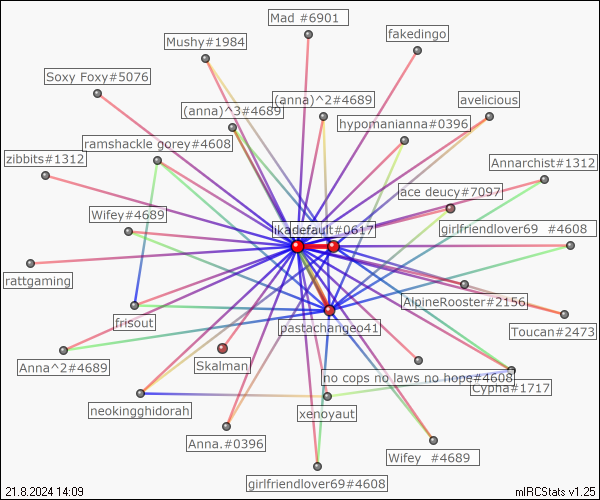 Mad #6901
fakedingo
Mushy#1984
Soxy Foxy#5076
(anna)^2#4689
avelicious
(anna)^3#4689
hypomanianna#0396
ramshackle gorey#4608
zibbits#1312
Annarchist#1312
ace deucy#7097
Wifey#4689
girlfriendlover69 #4608
likadefault#0617
rattgaming
AlpineRooster#2156
frisout
pastachangeo41
Toucan#2473
Anna^2#4689
Skalman
no cops no laws no hope#4608
Cypha#1717
neokingghidorah
xenoyaut
Anna.#0396
Wifey #4689
girlfriendlover69#4608
21.8.2024 14:09
mIRCStats v1.25